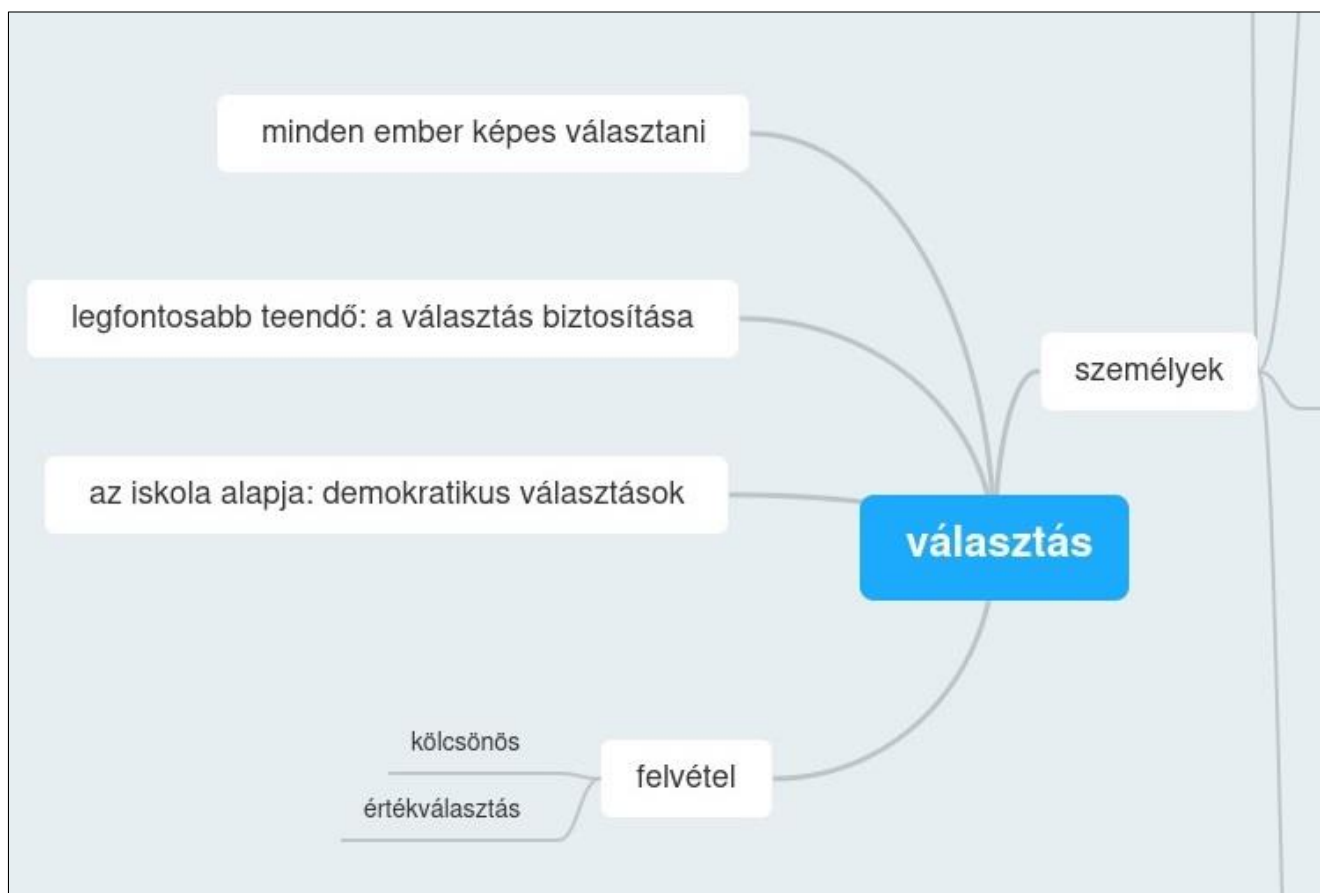 minden ember képes választani
legfontosabb teendő: a választás biztosítása
személyek
az iskola alapja: demokratikus választások
választás
kölcsönös
felvétel
értékválasztás